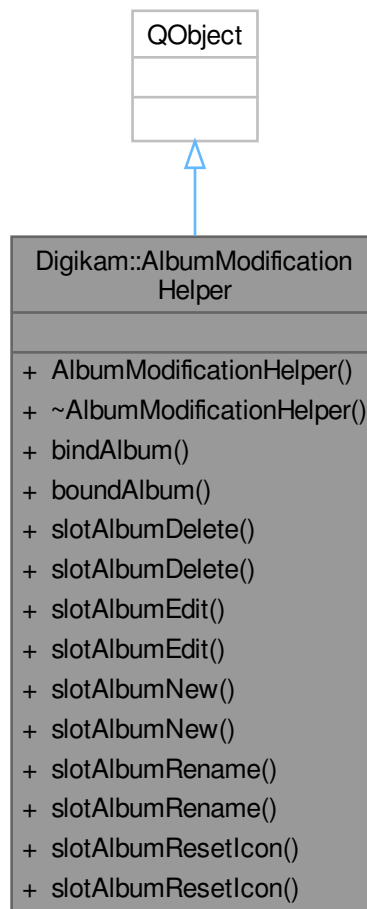 QObject
Digikam::AlbumModification
Helper
+ AlbumModificationHelper()
+ ~AlbumModificationHelper()
+ bindAlbum()
+ boundAlbum()
+ slotAlbumDelete()
+ slotAlbumDelete()
+ slotAlbumEdit()
+ slotAlbumEdit()
+ slotAlbumNew()
+ slotAlbumNew()
+ slotAlbumRename()
+ slotAlbumRename()
+ slotAlbumResetIcon()
+ slotAlbumResetIcon()